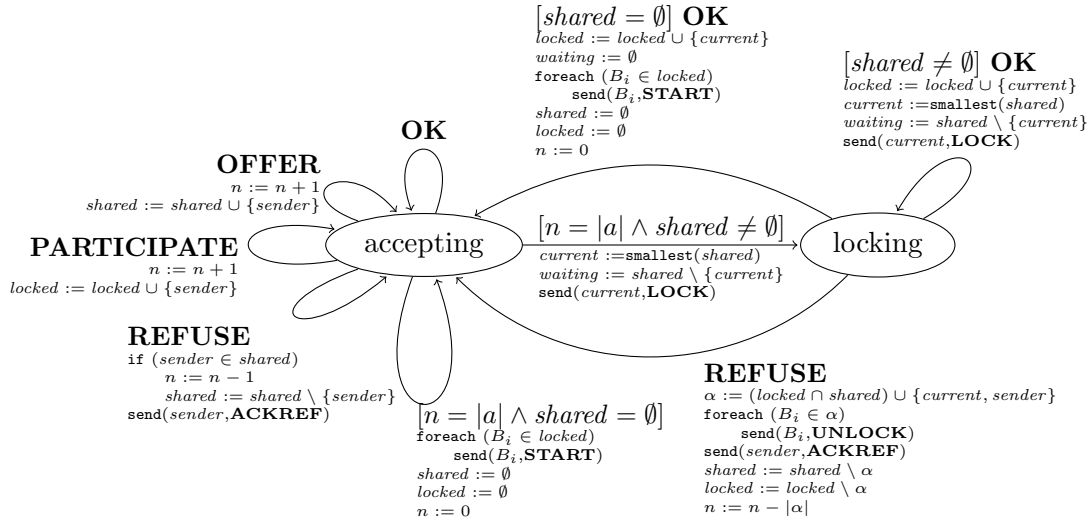 [shared = ∅] OK
locked := locked ∪ {current}
waiting := ∅
foreach (B_i ∈ locked)
send(B_i,START)
shared := ∅
locked := ∅
n := 0
[shared ≠ ∅] OK
locked := locked ∪ {current}
current :=smallest(shared)
waiting := shared \ {current}
send(current,LOCK)
OK
OFFER
n := n + 1
shared := shared ∪ {sender}
PARTICIPATE
n := n + 1
locked := locked ∪ {sender}
accepting
[n = |a| ∧ shared ≠ ∅]
current :=smallest(shared)
waiting := shared \ {current}
send(current,LOCK)
locking
REFUSE
if (sender ∈ shared)
n := n − 1
shared := shared \ {sender}
send(sender,ACKREF)
[n = |a| ∧ shared = ∅]
foreach (B_i ∈ locked)
send(B_i,START)
shared := ∅
locked := ∅
n := 0
REFUSE
α := (locked ∩ shared) ∪ {current, sender}
foreach (B_i ∈ α)
send(B_i,UNLOCK)
send(sender,ACKREF)
shared := shared \ α
locked := locked \ α
n := n − |α|